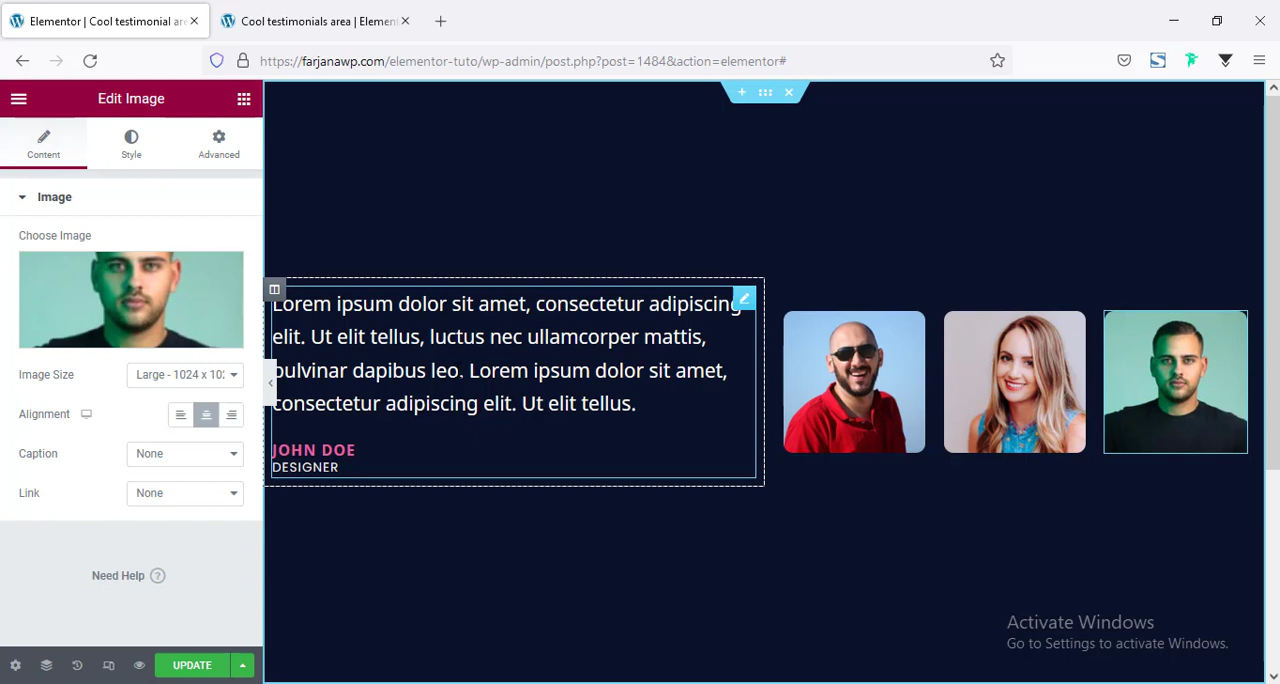 Elementor | Cool testimonial are
Cool testimonials area | Elemen
https://farjanawp.com/elementor-tuto/wp-admin/post.php?post=1484&action=elementor#
Edit Image
Content
Style
Advanced
Image
Choose Image
Image Size
Large - 1024 x 10
Alignment
Caption
None
Link
None
Need Help ?
UPDATE
Lorem ipsum dolor sit amet, consectetur adipiscing
elit. Ut elit tellus, luctus nec ullamcorper mattis,
pulvinar dapibus leo. Lorem ipsum dolor sit amet,
consectetur adipiscing elit. Ut elit tellus.
JOHN DOE
DESIGNER
Activate Windows
Go to Settings to activate Windows.